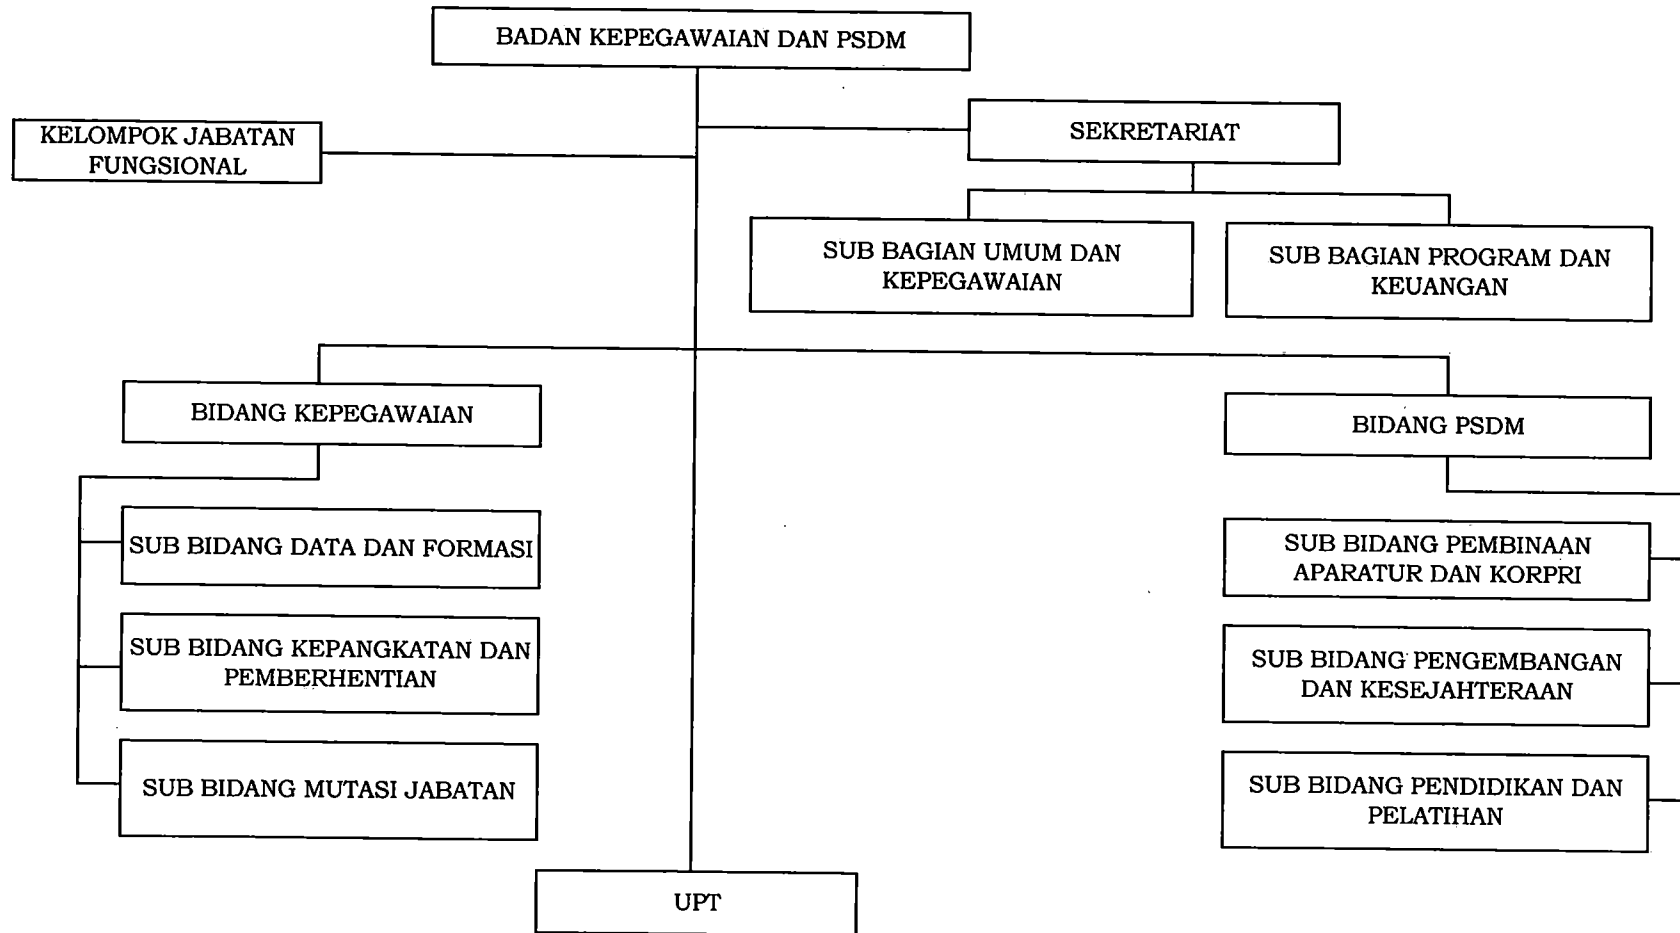 BADAN KEPEGAWAIAN DAN PSDM
KELOMPOK JABATAN
FUNGSIONAL
SEKRETARIAT
SUB BAGIAN UMUM DAN
KEPEGAWAIAN
SUB BAGIAN PROGRAM DAN
KEUANGAN
BIDANG KEPEGAWAIAN
BIDANG PSDM
SUB BIDANG DATA DAN FORMASI
SUB BIDANG KEPANGKATAN DAN
PEMBERHENTIAN
SUB BIDANG MUTASI JABATAN
SUB BIDANG PEMBINAAN
APARATUR DAN KORPRI
SUB BIDANG PENGEMBANGAN
DAN KESEJAHTERAAN
SUB BIDANG PENDIDIKAN DAN
PELATIHAN
UPT